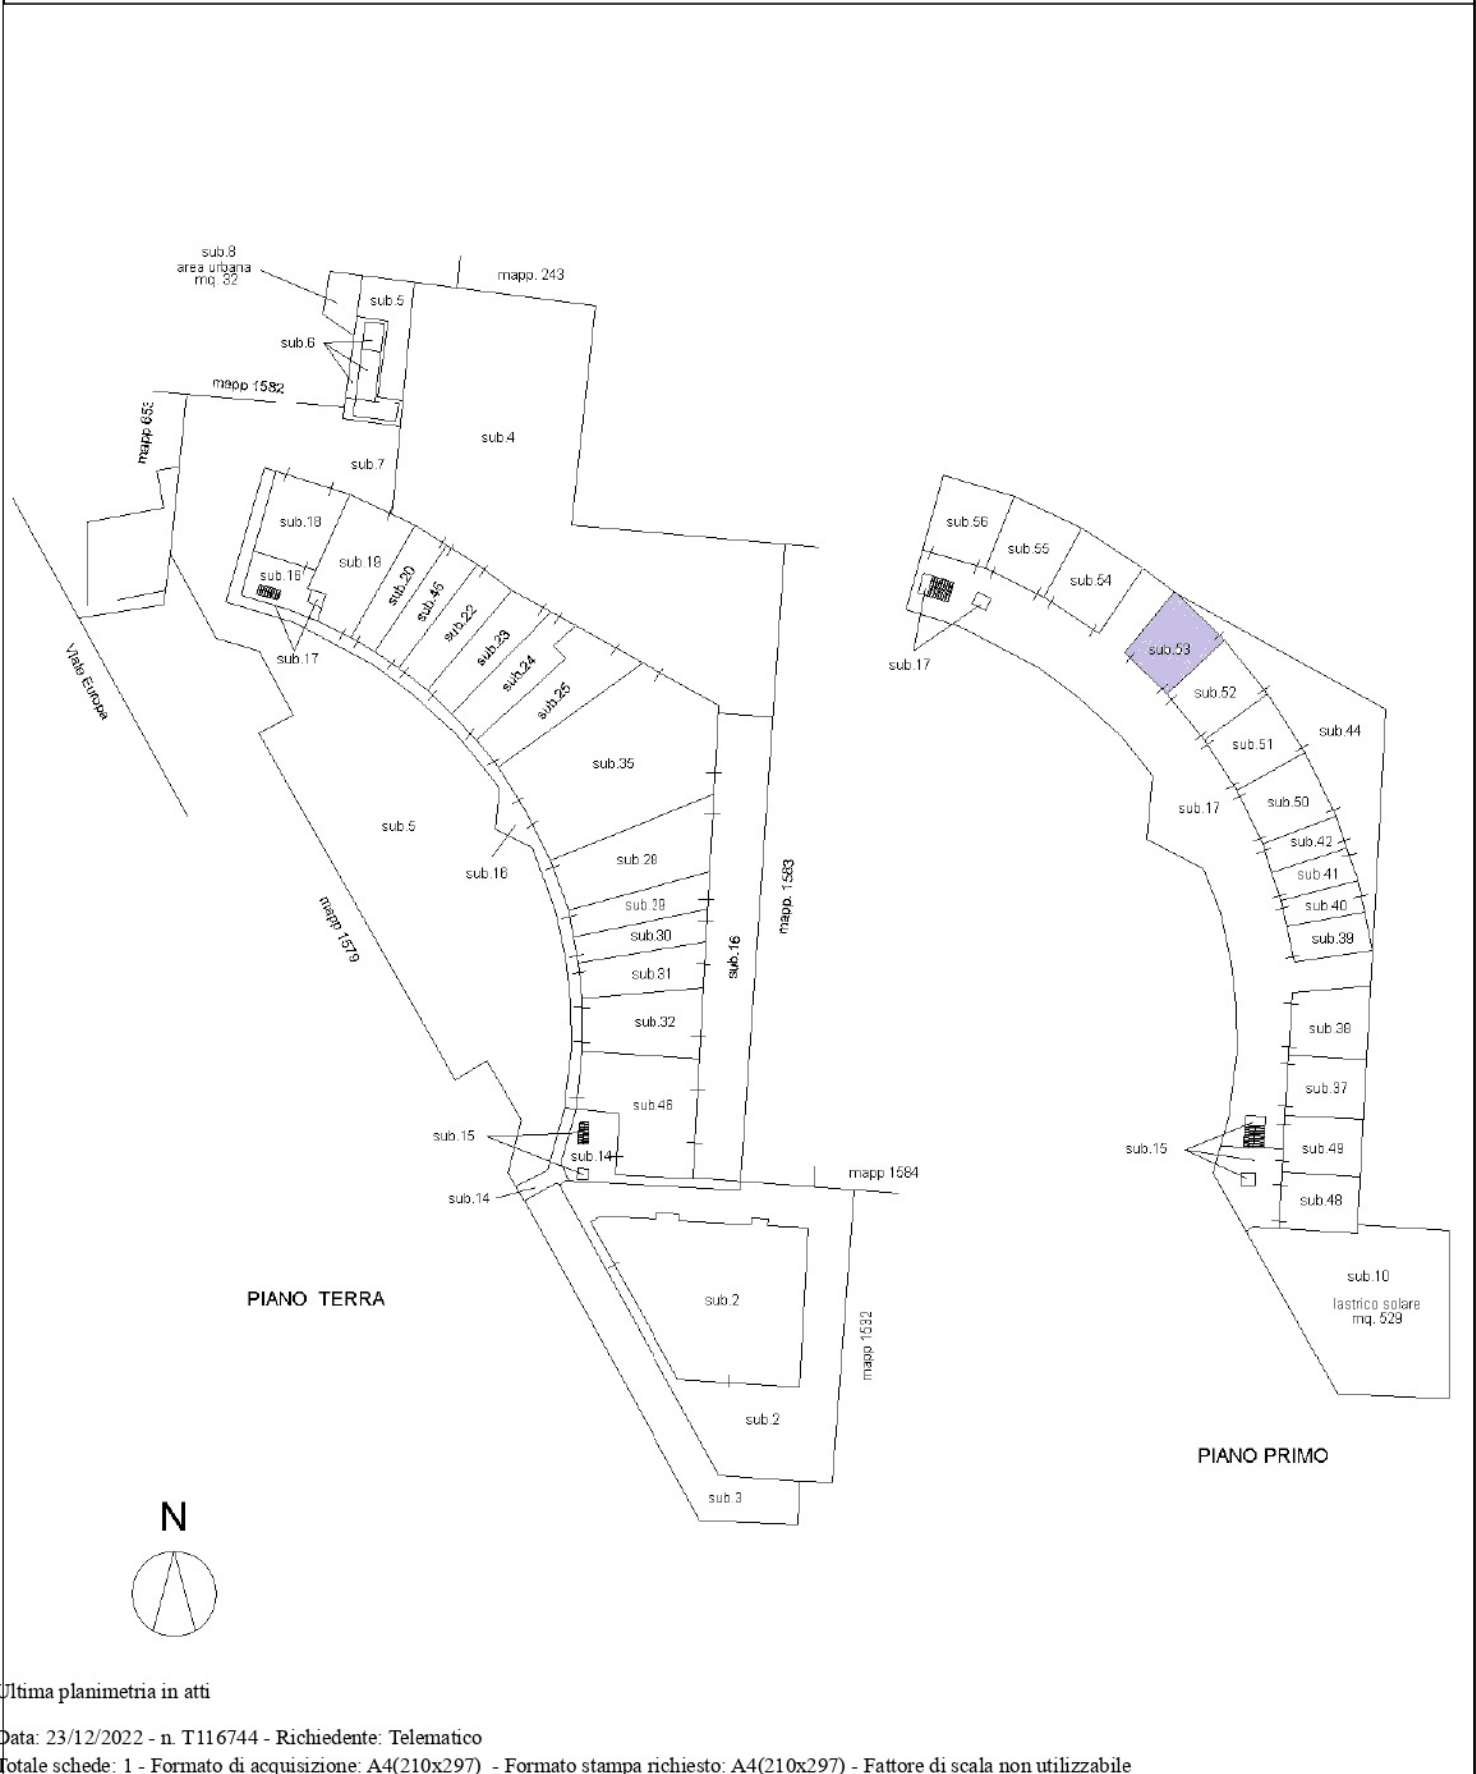 sub.8
area urbana
mq. 32
mapp. 243
sub.5
sub.6
mapp 1582
mapp 653
sub.4
sub.7
sub.18
sub.19
sub.16
sub.20
sub.45
sub.22
sub.23
sub.24
sub.25
sub.17
Viale Europa
sub.35
sub.5
sub.16
sub.28
sub.29
sub.30
sub.31
sub.32
sub.16
mapp. 1583
mapp 1579
sub.46
sub.15
sub.14
sub.14
mapp 1584
sub.2
mapp 1532
sub.2
sub.3
PIANO TERRA
sub.56
sub.55
sub.54
sub.17
sub.53
sub.52
sub.51
sub.44
sub.17
sub.50
sub.42
sub.41
sub.40
sub.39
sub.38
sub.37
sub.15
sub.49
sub.48
sub.10
lastrico solare
mq. 529
PIANO PRIMO
N
Ultima planimetria in atti
Data: 23/12/2022 - n. T116744 - Richiedente: Telematico
Totale schede: 1 - Formato di acquisizione: A4(210x297) - Formato stampa richiesto: A4(210x297) - Fattore di scala non utilizzabile